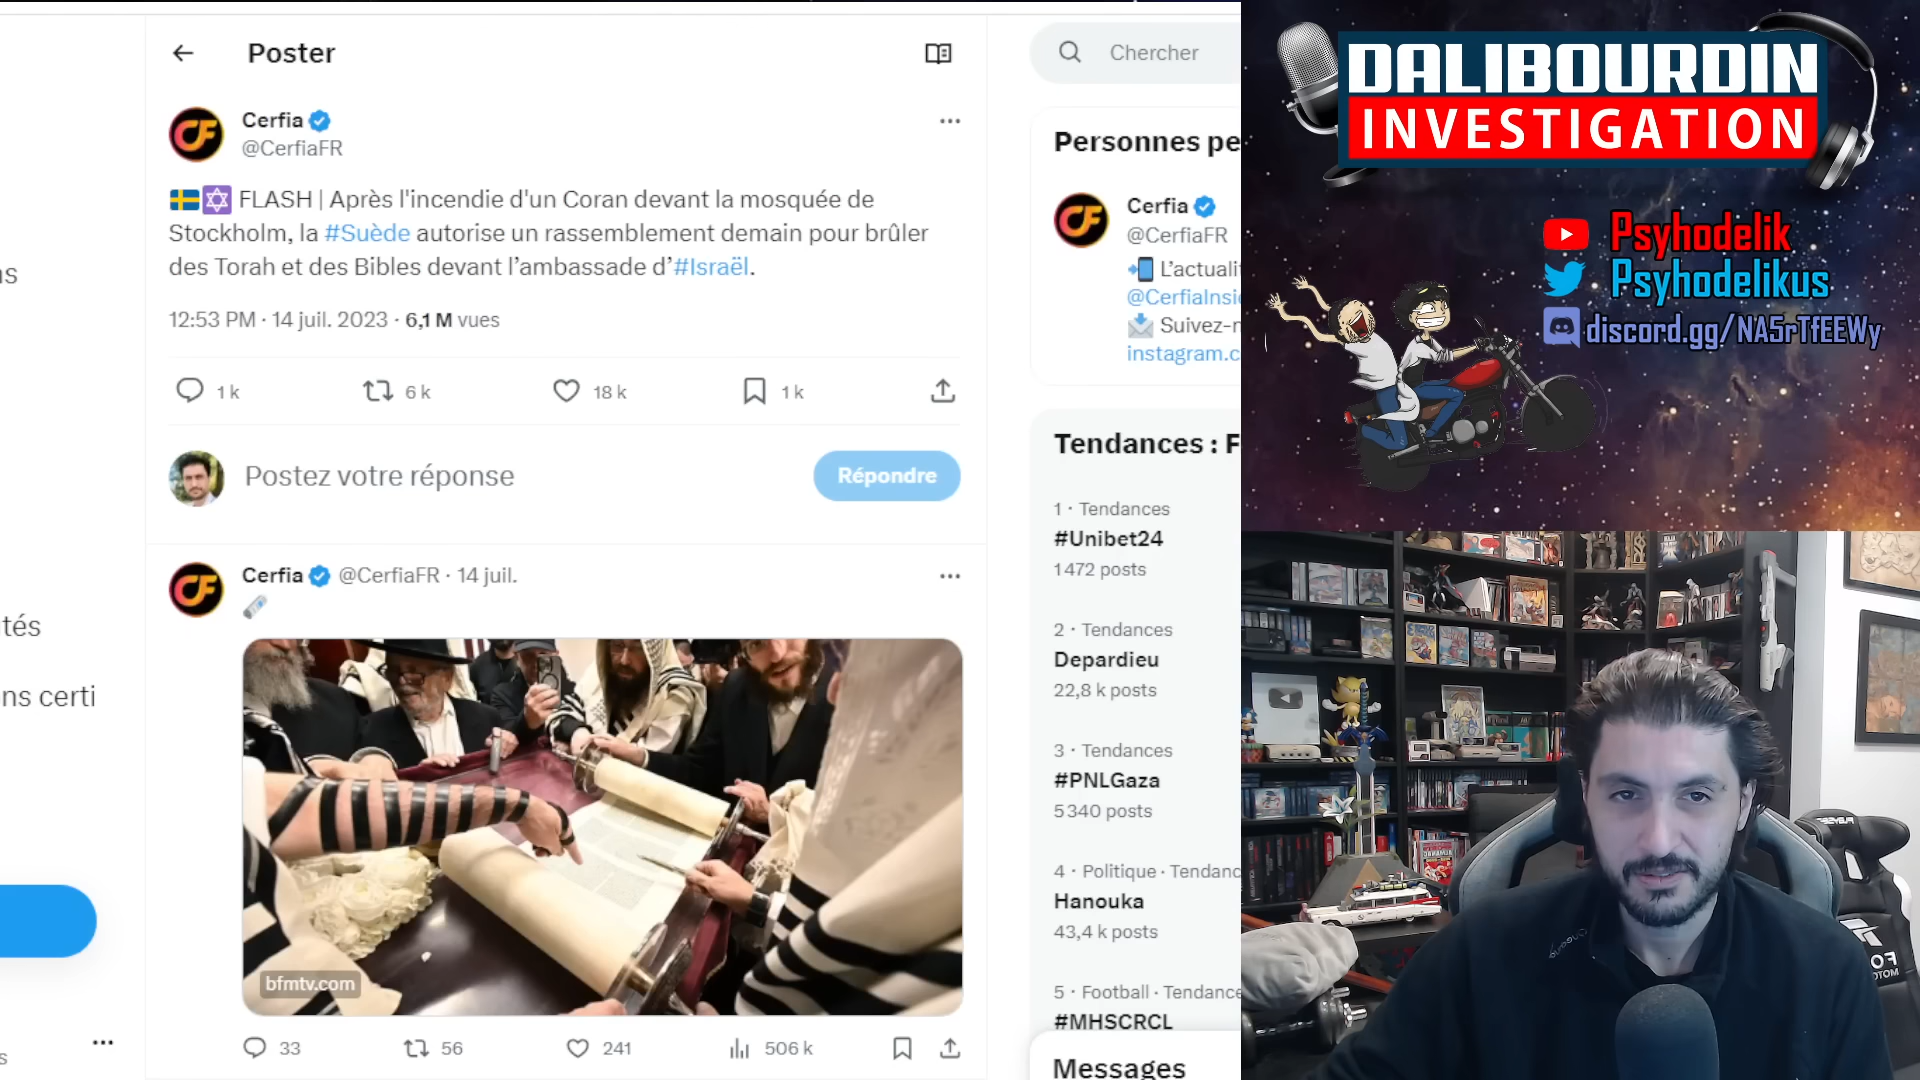 Poster
Cerfia
@CerfiaFR
FLASH | Après l'incendie d'un Coran devant la mosquée de
Stockholm, la #Suède autorise un rassemblement demain pour brûler
des Torah et des Bibles devant l’ambassade d’#Israël.
12:53 PM · 14 juil. 2023 · 6,1 M vues
1 k
6 k
18 k
1 k
Postez votre réponse
Répondre
Cerfia @CerfiaFR · 14 juil.
bfmtv.com
33
56
241
506 k
ns
tés
ns certi
s
Chercher
Personnes pe
Cerfia
@CerfiaFR
L’actualit
@CerfiaInsi
Suivez-n
instagram.c
Tendances : F
1 · Tendances
#Unibet24
1 472 posts
2 · Tendances
Depardieu
22,8 k posts
3 · Tendances
#PNLGaza
5 340 posts
4 · Politique · Tendanc
Hanouka
43,4 k posts
5 · Football · Tendance
#MHSCRCL
Messages
DALIBOURDIN
INVESTIGATION
Psyhodelik
Psyhodelikus
discord.gg/NA5rTfEEWy